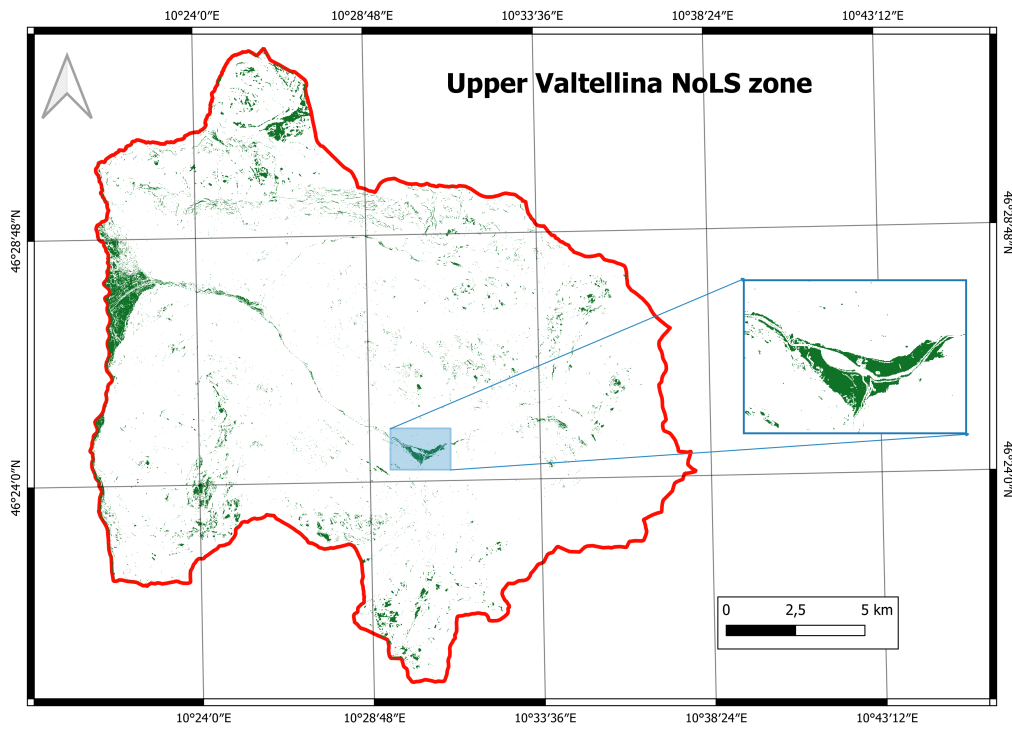 10°24′0″E 10°28′48″E 10°33′36″E 10°38′24″E 10°43′12″E
Upper Valtellina NoLS zone
46°28′48″N 46°28′48″N
46°24′0″N 46°24′0″N
0 2,5 5 km
10°24′0″E 10°28′48″E 10°33′36″E 10°38′24″E 10°43′12″E